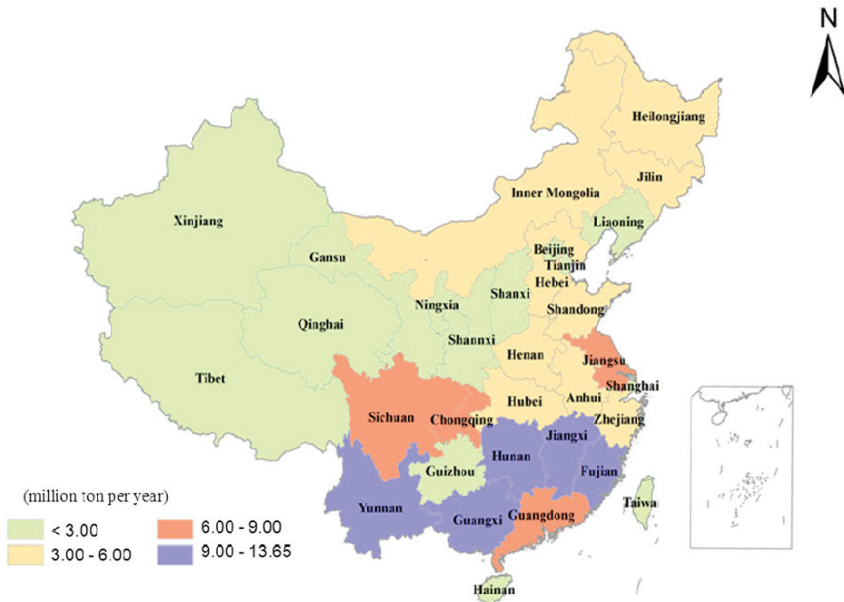 N
Heilongjiang
Jilin
Inner Mongolia
Liaoning
Xinjiang
Beijing
Tianjin
Gansu
Hebei
Ningxia
Shanxi
Shandong
Qinghai
Shannxi
Henan
Jiangsu
Tibet
Shanghai
Hubei
Anhui
Sichuan
Chongqing
Zhejiang
Jiangxi
Hunan
Guizhou
Fujian
(million ton per year)
Taiwa
Yunnan
Guangxi
Guangdong
< 3.00
6.00 - 9.00
3.00 - 6.00
9.00 - 13.65
Hainan